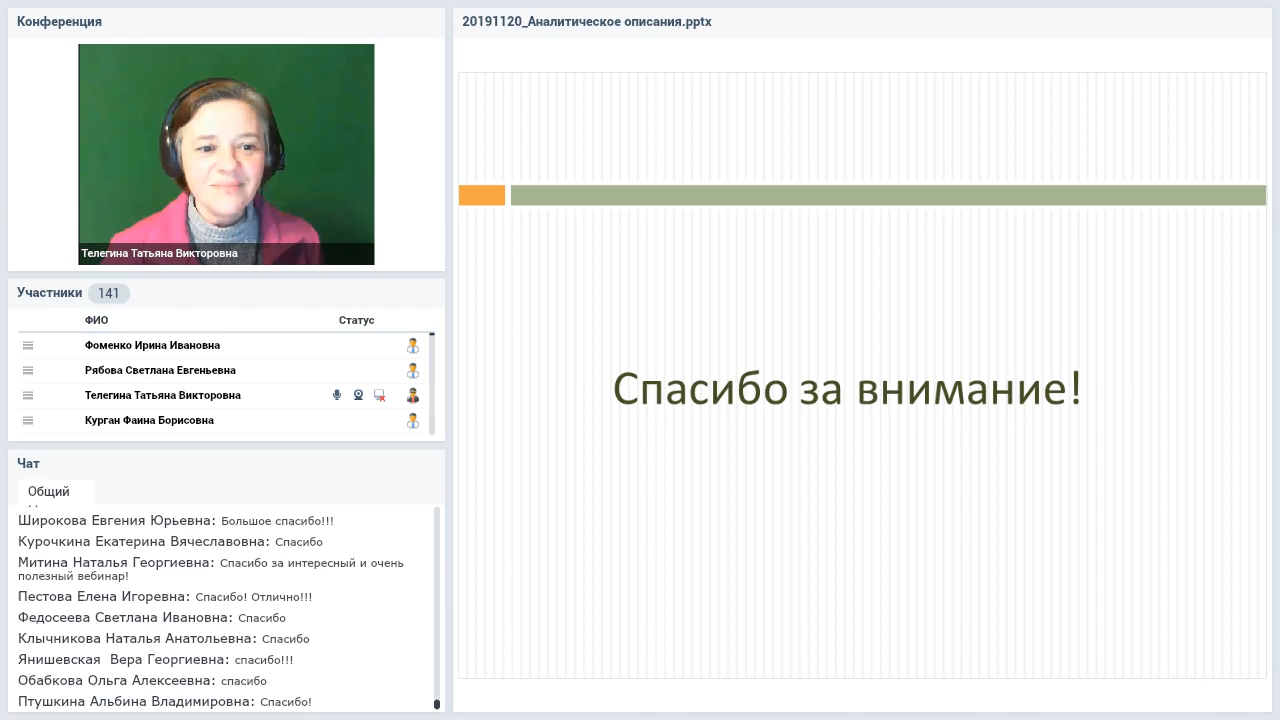 Конференция
Телегина Татьяна Викторовна
Участники 141
ФИО Статус
Фоменко Ирина Ивановна
Рябова Светлана Евгеньевна
Телегина Татьяна Викторовна
Курган Фаина Борисовна
Чат
Общий
Широкова Евгения Юрьевна: Большое спасибо!!!
Курочкина Екатерина Вячеславовна: Спасибо
Митина Наталья Георгиевна: Спасибо за интересный и очень
полезный вебинар!
Пестова Елена Игоревна: Спасибо! Отлично!!!
Федосеева Светлана Ивановна: Спасибо
Клычникова Наталья Анатольевна: Спасибо
Янишевская Вера Георгиевна: спасибо!!!
Обабкова Ольга Алексеевна: спасибо
Птушкина Альбина Владимировна: Спасибо!
20191120_Аналитическое описания.pptx
Спасибо за внимание!